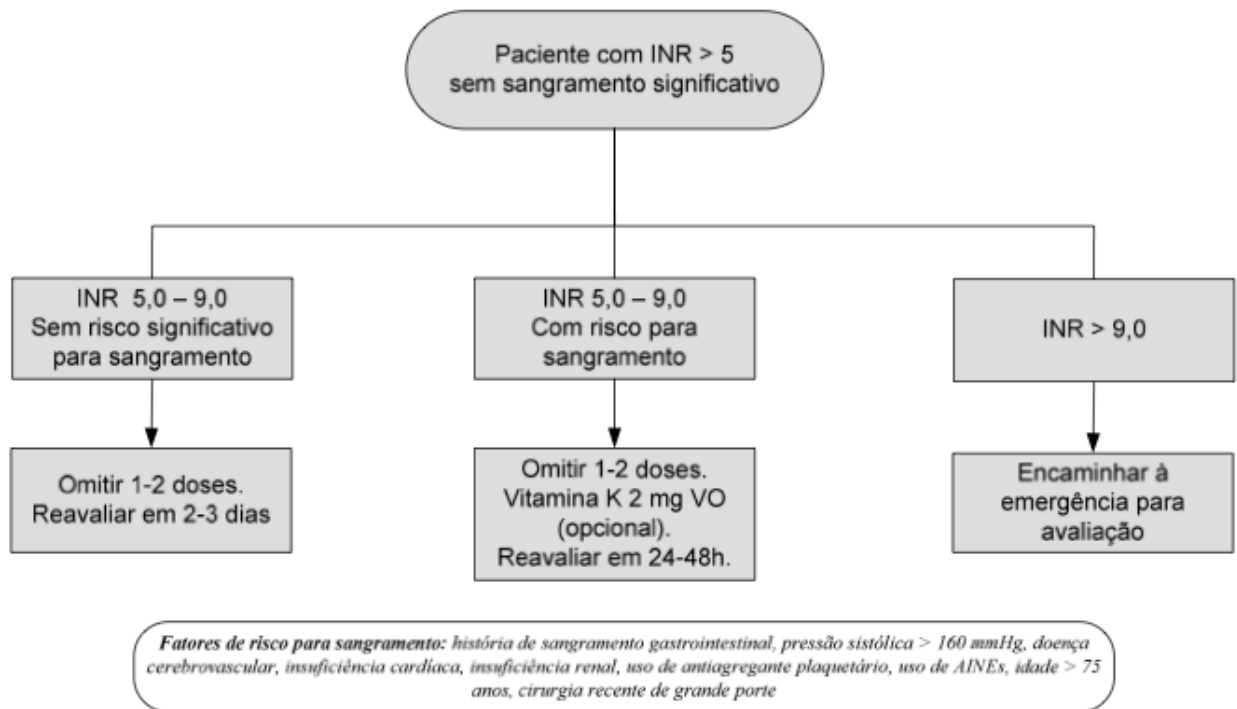 Paciente com INR > 5
sem sangramento significativo
INR 5,0 – 9,0
Sem risco significativo
para sangramento
INR 5,0 – 9,0
Com risco para
sangramento
INR > 9,0
Omitir 1-2 doses.
Reavaliar em 2-3 dias
Omitir 1-2 doses.
Vitamina K 2 mg VO
(opcional).
Reavaliar em 24-48h.
Encaminhar à
emergência para
avaliação
Fatores de risco para sangramento: história de sangramento gastrointestinal, pressão sistólica > 160 mmHg, doença
cerebrovascular, insuficiência cardíaca, insuficiência renal, uso de antiagregante plaquetário, uso de AINEs, idade > 75
anos, cirurgia recente de grande porte